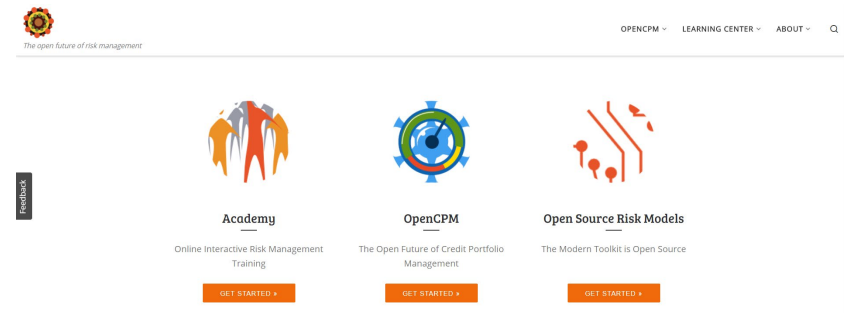 OPENCPM LEARNING CENTER ABOUT
The open future of risk management
Feedback
Academy OpenCPM Open Source Risk Models
Online Interactive Risk Management The Open Future of Credit Portfolio The Modern Toolkit is Open Source
Training Management
GET STARTED » GET STARTED » GET STARTED »